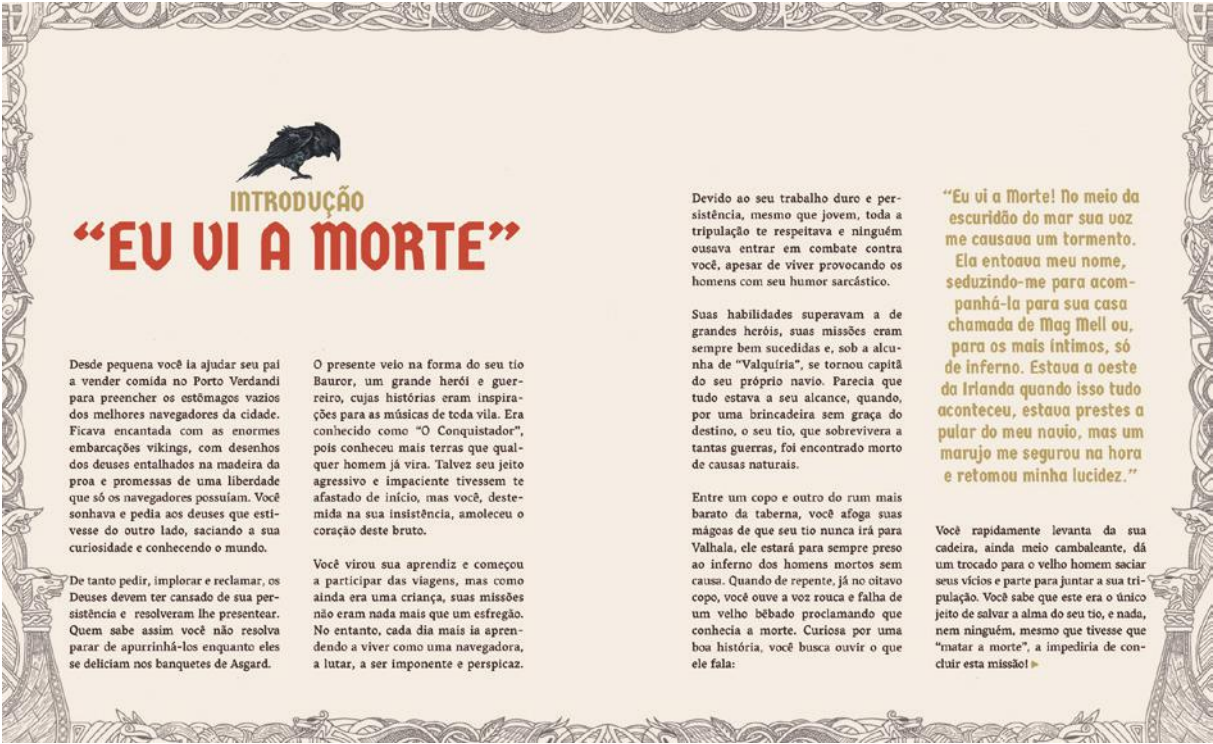 INTRODUÇÃO
“EU VI A MORTE”
Desde pequena você ia ajudar seu pai
a vender comida no Porto Verdandi
para preencher os estômagos vazios
dos melhores navegadores da cidade.
Ficava encantada com as enormes
embarcações vikings, com desenhos
dos deuses entalhados na madeira da
proa e promessas de uma liberdade
que só os navegadores possuíam. Você
sonhava e pedia aos deuses que esti-
vesse do outro lado, saciando a sua
curiosidade e conhecendo o mundo.
De tanto pedir, implorar e reclamar, os
Deuses devem ter cansado de sua per-
sistência e resolveram lhe presentear.
Quem sabe assim você não resolva
parar de apurrinhá-los enquanto eles
se deliciam nos banquetes de Asgard.
O presente veio na forma do seu tio
Bauror, um grande herói e guer-
reiro, cujas histórias eram inspira-
ções para as músicas de toda vila. Era
conhecido como “O Conquistador”,
pois conheceu mais terras que qual-
quer homem já vira. Talvez seu jeito
agressivo e impaciente tivessem te
afastado de início, mas você, deste-
mida na sua insistência, amoleceu o
coração deste bruto.
Você virou sua aprendiz e começou
a participar das viagens, mas como
ainda era uma criança, suas missões
não eram nada mais que um esfregão.
No entanto, cada dia mais ia apren-
dendo a viver como uma navegadora,
a lutar, a ser imponente e perspicaz.
Devido ao seu trabalho duro e per-
sistência, mesmo que jovem, toda a
tripulação te respeitava e ninguém
ousava entrar em combate contra
você, apesar de viver provocando os
homens com seu humor sarcástico.
Suas habilidades superavam a de
grandes heróis, suas missões eram
sempre bem sucedidas e, sob a alcu-
nha de “Valquíria”, se tornou capitã
do seu próprio navio. Parecia que
tudo estava a seu alcance, quando,
por uma brincadeira sem graça do
destino, o seu tio, que sobrevivera a
tantas guerras, foi encontrado morto
de causas naturais.
Entre um copo e outro do rum mais
barato da taberna, você afoga suas
mágoas de que seu tio nunca irá para
Valhala, ele estará para sempre preso
ao inferno dos homens mortos sem
causa. Quando de repente, já no oitavo
copo, você ouve a voz rouca e falha de
um velho bêbado proclamando que
conhecia a morte. Curiosa por uma
boa história, você busca ouvir o que
ele fala:
“Eu vi a Morte! No meio da
escuridão do mar sua voz
me causava um tormento.
Ela entoava meu nome,
seduzindo-me para acom-
panhá-la para sua casa
chamada de Mag Mell ou,
para os mais íntimos, só
de inferno. Estava a oeste
da Irlanda quando isso tudo
aconteceu, estava prestes a
pular do meu navio, mas um
marujo me segurou na hora
e retomou minha lucidez.”
Você rapidamente levanta da sua
cadeira, ainda meio cambaleante, dá
um trocado para o velho homem saciar
seus vícios e parte para juntar a sua tri-
pulação. Você sabe que este era o único
jeito de salvar a alma do seu tio, e nada,
nem ninguém, mesmo que tivesse que
“matar a morte”, a impediria de con-
cluir esta missão!